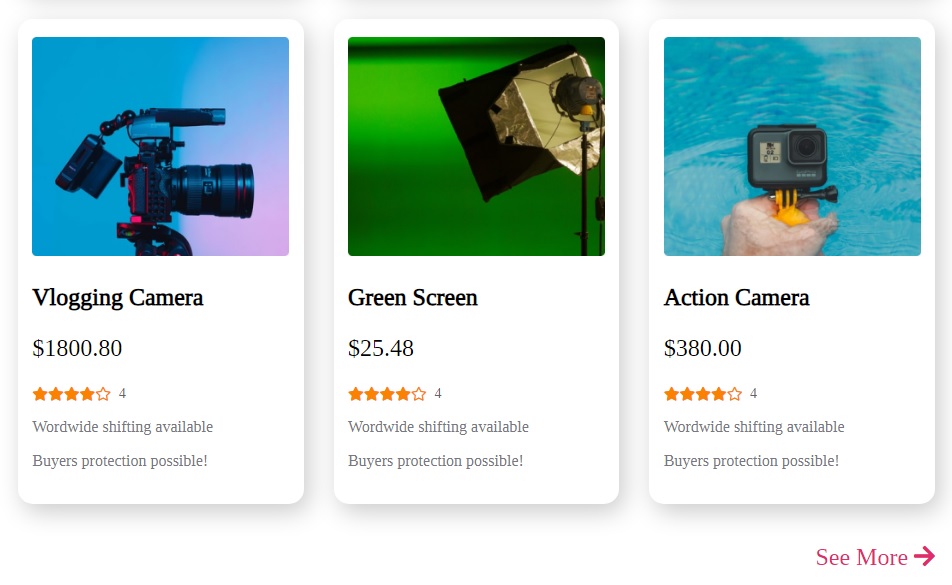 Vlogging Camera
$1800.80
4
Wordwide shifting available
Buyers protection possible!
Green Screen
$25.48
4
Wordwide shifting available
Buyers protection possible!
Action Camera
$380.00
4
Wordwide shifting available
Buyers protection possible!
See More